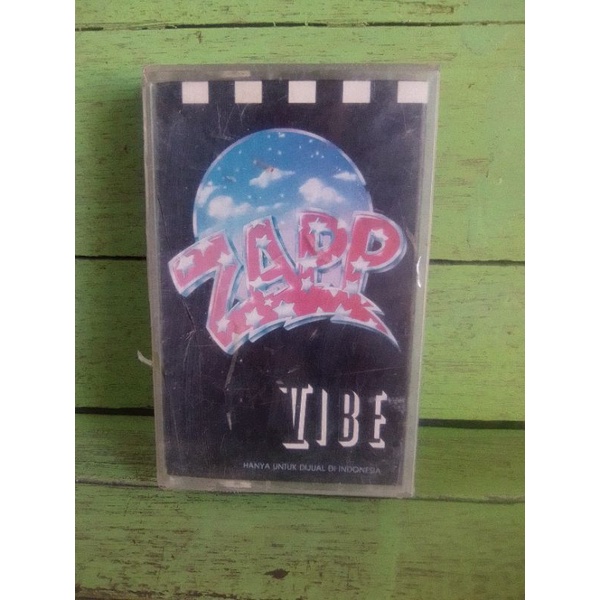 ZAPP
VIBE
HANYA UNTUK DIJUAL DI INDONESIA